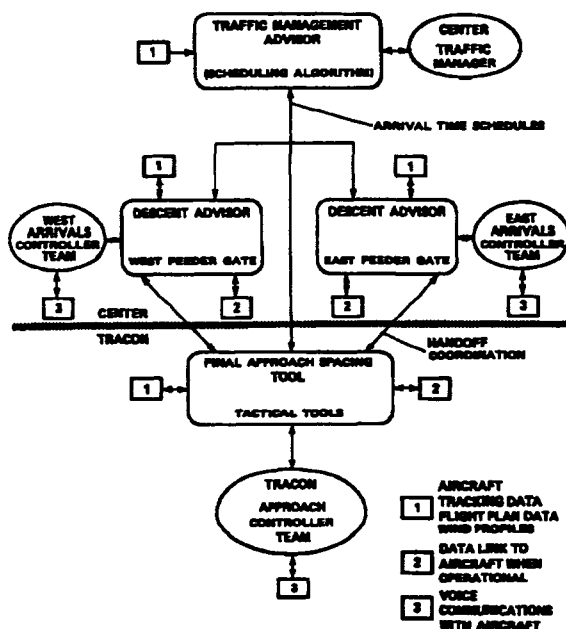 TRAFFIC MANAGEMENT
ADVISOR
(SCHEDULING ALGORITHM)
1
CENTER
TRAFFIC
MANAGER
ARRIVAL TIME SCHEDULES
1
1
WEST
ARRIVALS
CONTROLLER
TEAM
DESCENT ADVISOR
WEST FEEDER GATE
DESCENT ADVISOR
EAST FEEDER GATE
EAST
ARRIVALS
CONTROLLER
TEAM
3
2
2
3
CENTER
TRACON
HANDOFF
COORDINATION
FINAL APPROACH SPACING
TOOL
TACTICAL TOOLS
1
2
TRACON
APPROACH
CONTROLLER
TEAM
3
1
AIRCRAFT
TRACKING DATA
FLIGHT PLAN DATA
WIND PROFILES
2
DATA LINK TO
AIRCRAFT WHEN
OPERATIONAL
3
VOICE
COMMUNICATIONS
WITH AIRCRAFT